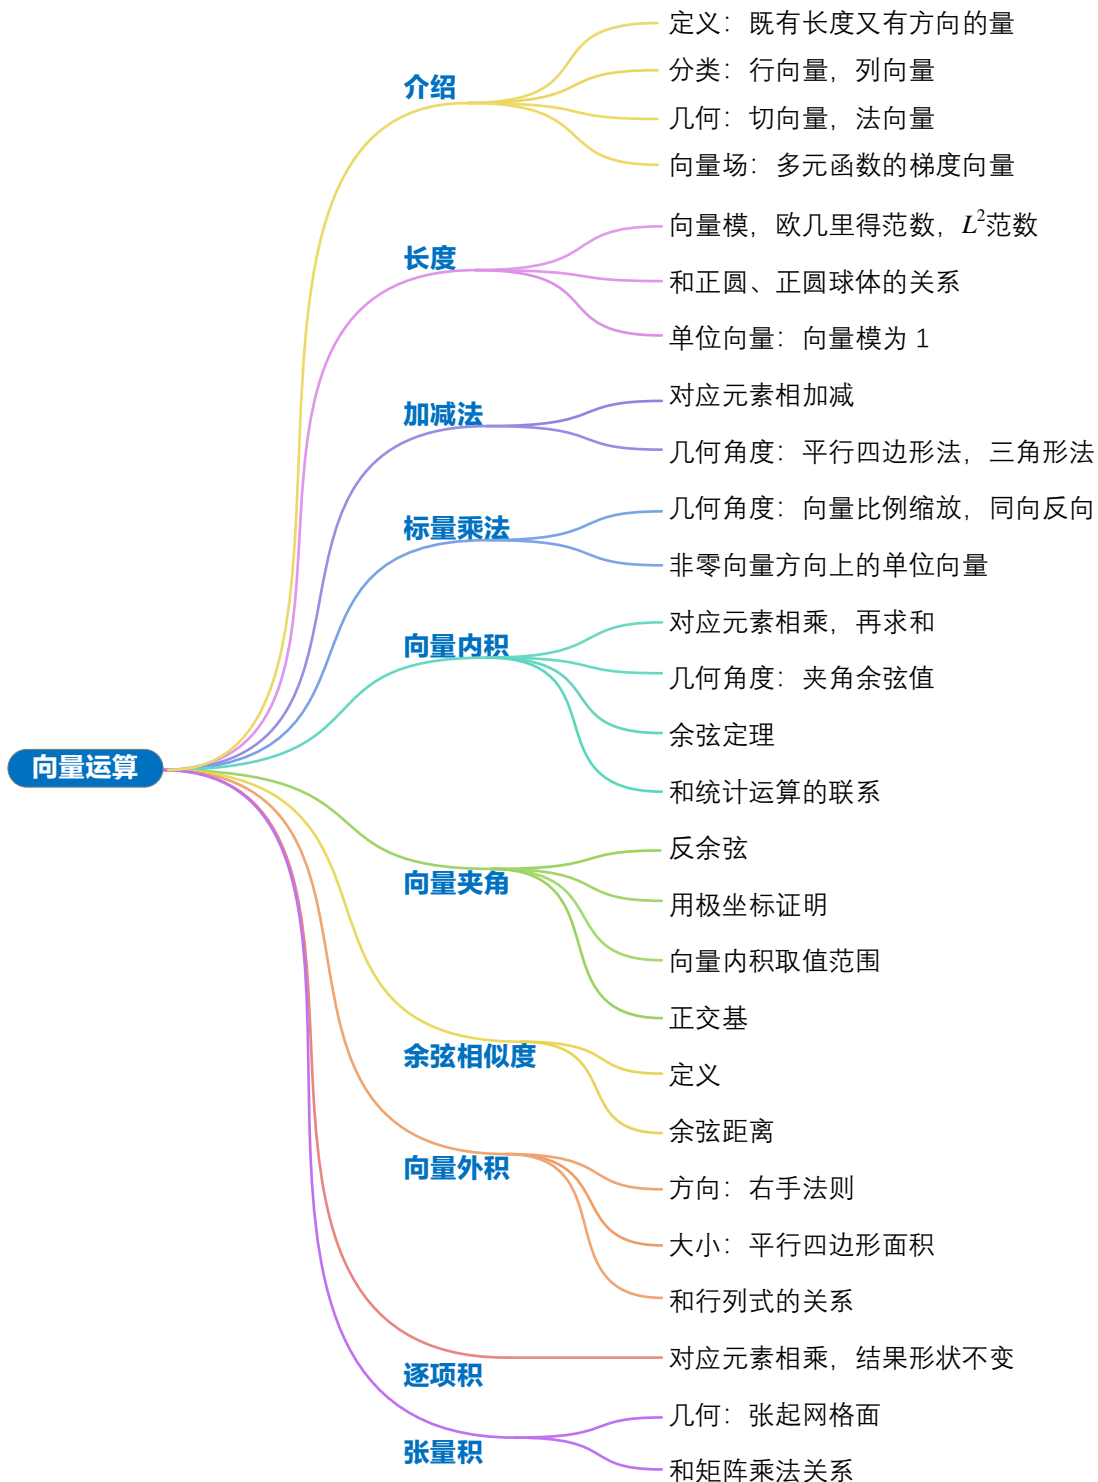 向量运算
介绍
定义：既有长度又有方向的量
分类：行向量，列向量
几何：切向量，法向量
向量场：多元函数的梯度向量
长度
向量模，欧几里得范数，L²范数
和正圆、正圆球体的关系
单位向量：向量模为 1
加减法
对应元素相加减
几何角度：平行四边形法，三角形法
标量乘法
几何角度：向量比例缩放，同向反向
非零向量方向上的单位向量
向量内积
对应元素相乘，再求和
几何角度：夹角余弦值
余弦定理
和统计运算的联系
向量夹角
反余弦
用极坐标证明
向量内积取值范围
正交基
余弦相似度
定义
余弦距离
向量外积
方向：右手法则
大小：平行四边形面积
和行列式的关系
逐项积
对应元素相乘，结果形状不变
张量积
几何：张起网格面
和矩阵乘法关系